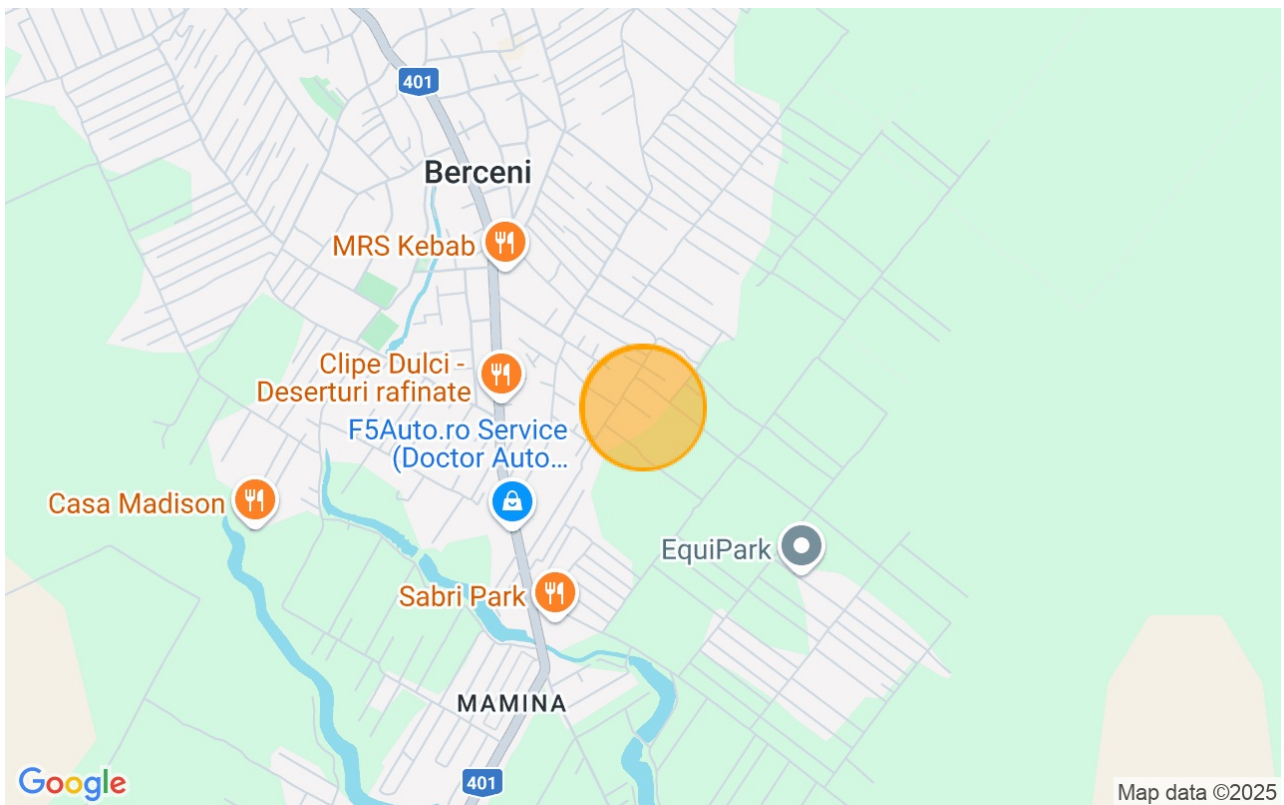 401
Berceni
MRS Kebab
Clipe Dulci -
Deserturi rafinate
F5Auto.ro Service
(Doctor Auto...
Casa Madison
EquiPark
Sabri Park
MAMINA
401
Google
Map data ©2025